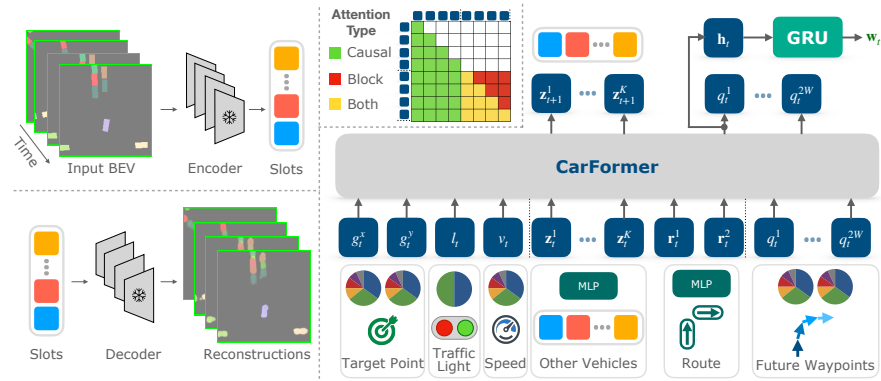 Time
Input BEV
Encoder
Slots
Slots
Decoder
Reconstructions
Attention
Type
Causal
Block
Both
h_t
GRU
w_t
z^1_{t+1}
z^K_{t+1}
q^1_t
q^{2W}_t
CarFormer
g^x_t
g^y_t
l_t
v_t
z^1_t
z^K_t
r^1_t
r^2_t
q^1_t
q^{2W}_t
MLP
MLP
Target Point
Traffic
Light
Speed
Other Vehicles
Route
Future Waypoints